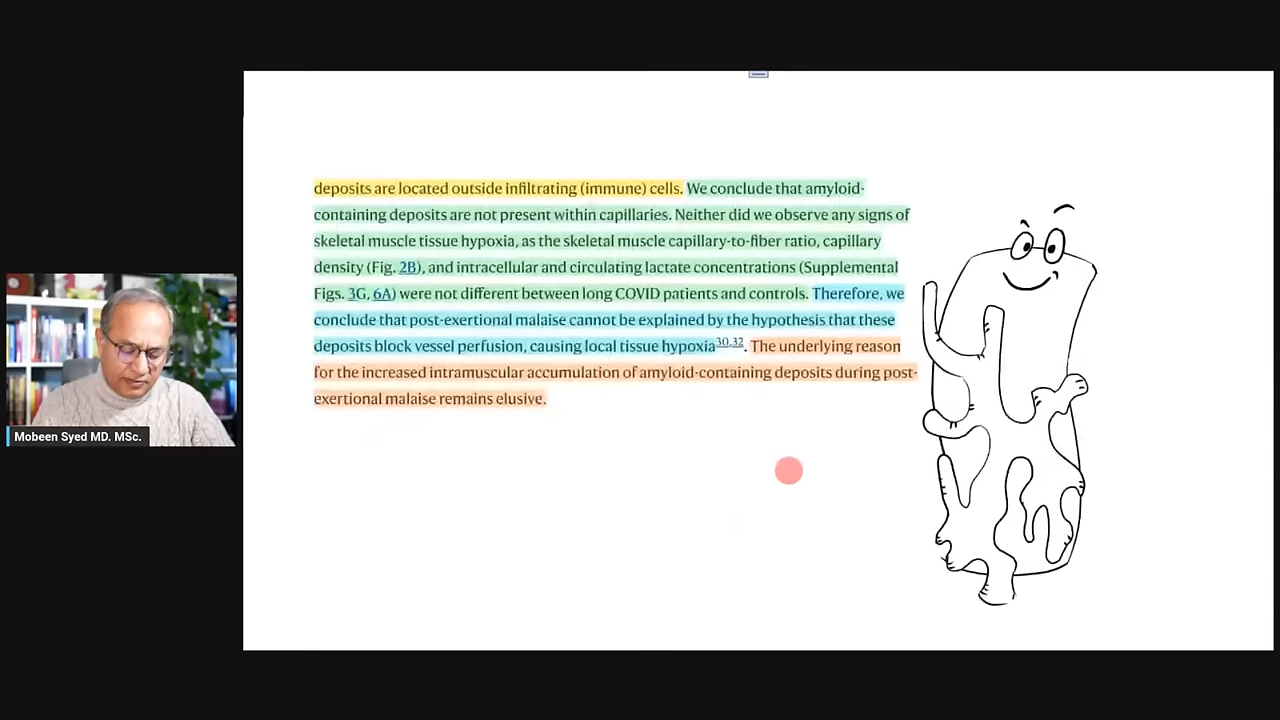 deposits are located outside infiltrating (immune) cells. We conclude that amyloid-
containing deposits are not present within capillaries. Neither did we observe any signs of
skeletal muscle tissue hypoxia, as the skeletal muscle capillary-to-fiber ratio, capillary
density (Fig. 2B), and intracellular and circulating lactate concentrations (Supplemental
Figs. 3G, 6A) were not different between long COVID patients and controls. Therefore, we
conclude that post-exertional malaise cannot be explained by the hypothesis that these
deposits block vessel perfusion, causing local tissue hypoxia30,32. The underlying reason
for the increased intramuscular accumulation of amyloid-containing deposits during post-
exertional malaise remains elusive.
Mobeen Syed MD. MSc.